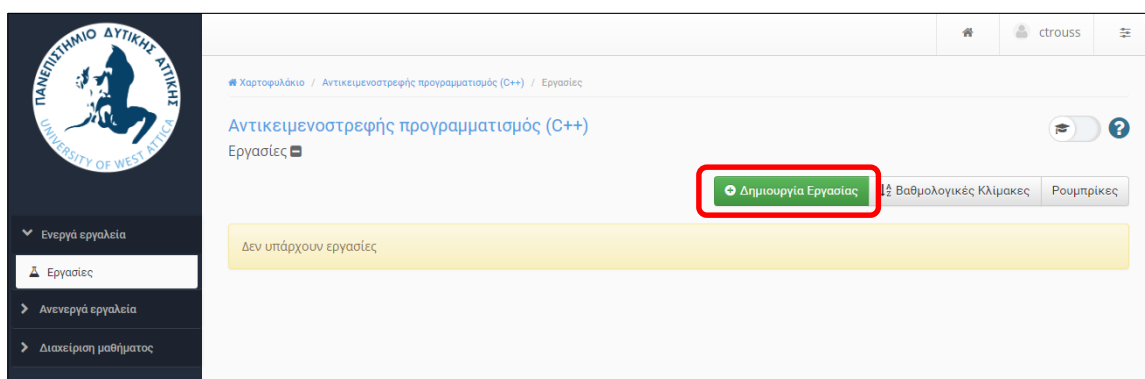 ΠΑΝΕΠΙΣΤΗΜΙΟ ΔΥΤΙΚΗΣ ΑΤΤΙΚΗΣ
UNIVERSITY OF WEST ATTICA
ctrouss
Χαρτοφυλάκιο / Αντικειμενοστρεφής προγραμματισμός (C++) / Εργασίες
Αντικειμενοστρεφής προγραμματισμός (C++)
Εργασίες
Δημιουργία Εργασίας
Βαθμολογικές Κλίμακες
Ρουμπρίκες
Δεν υπάρχουν εργασίες
Ενεργά εργαλεία
Εργασίες
Ανενεργά εργαλεία
Διαχείριση μαθήματος